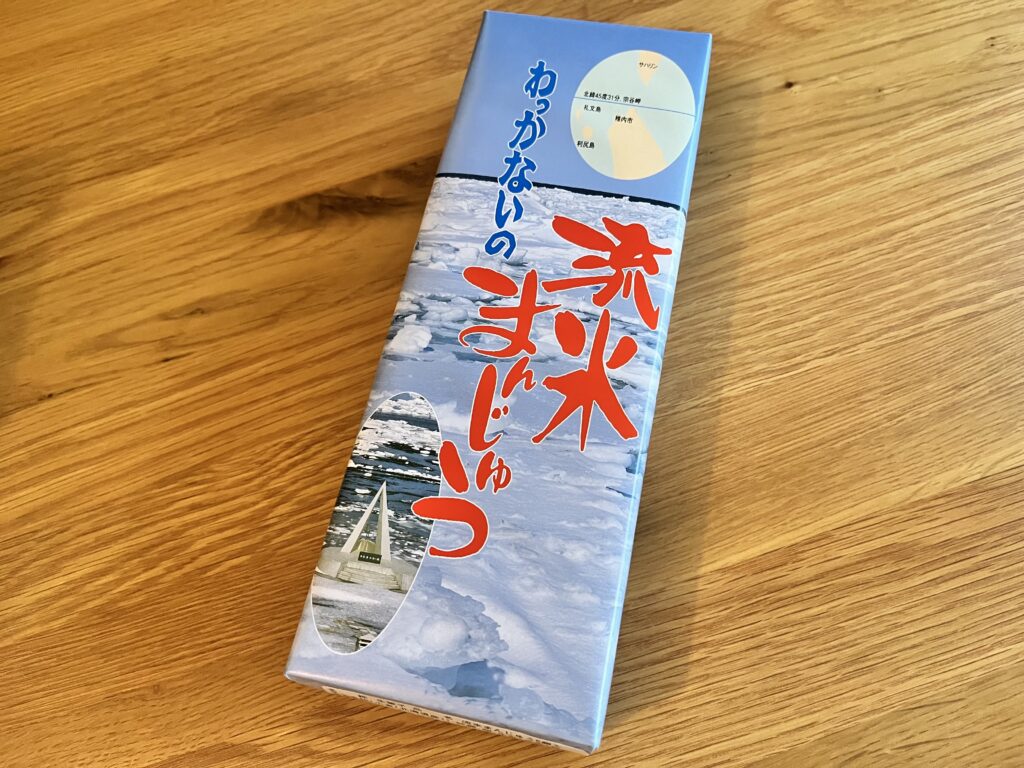 わっかないの
流氷
まんじゅう
サハリン
北緯45度31分、宗谷岬
礼文島
稚内市
利尻島